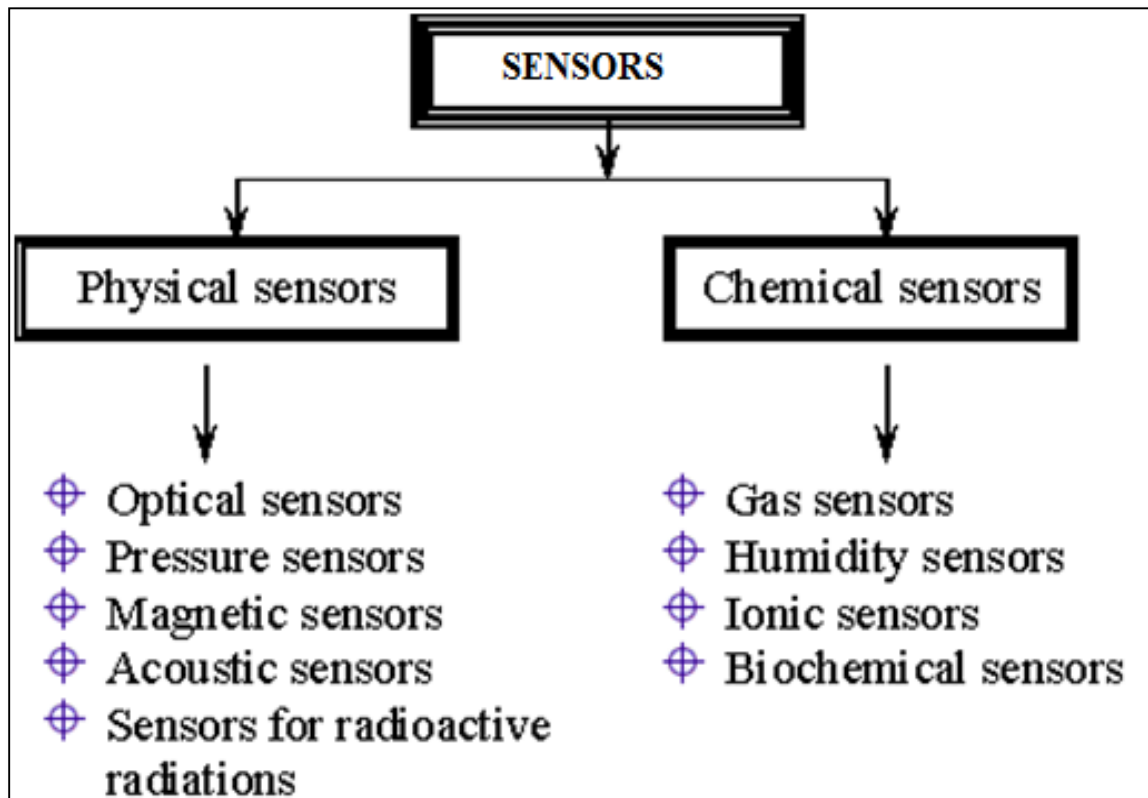 SENSORS
Physical sensors
Optical sensors
Pressure sensors
Magnetic sensors
Acoustic sensors
Sensors for radioactive
radiations
Chemical sensors
Gas sensors
Humidity sensors
Ionic sensors
Biochemical sensors